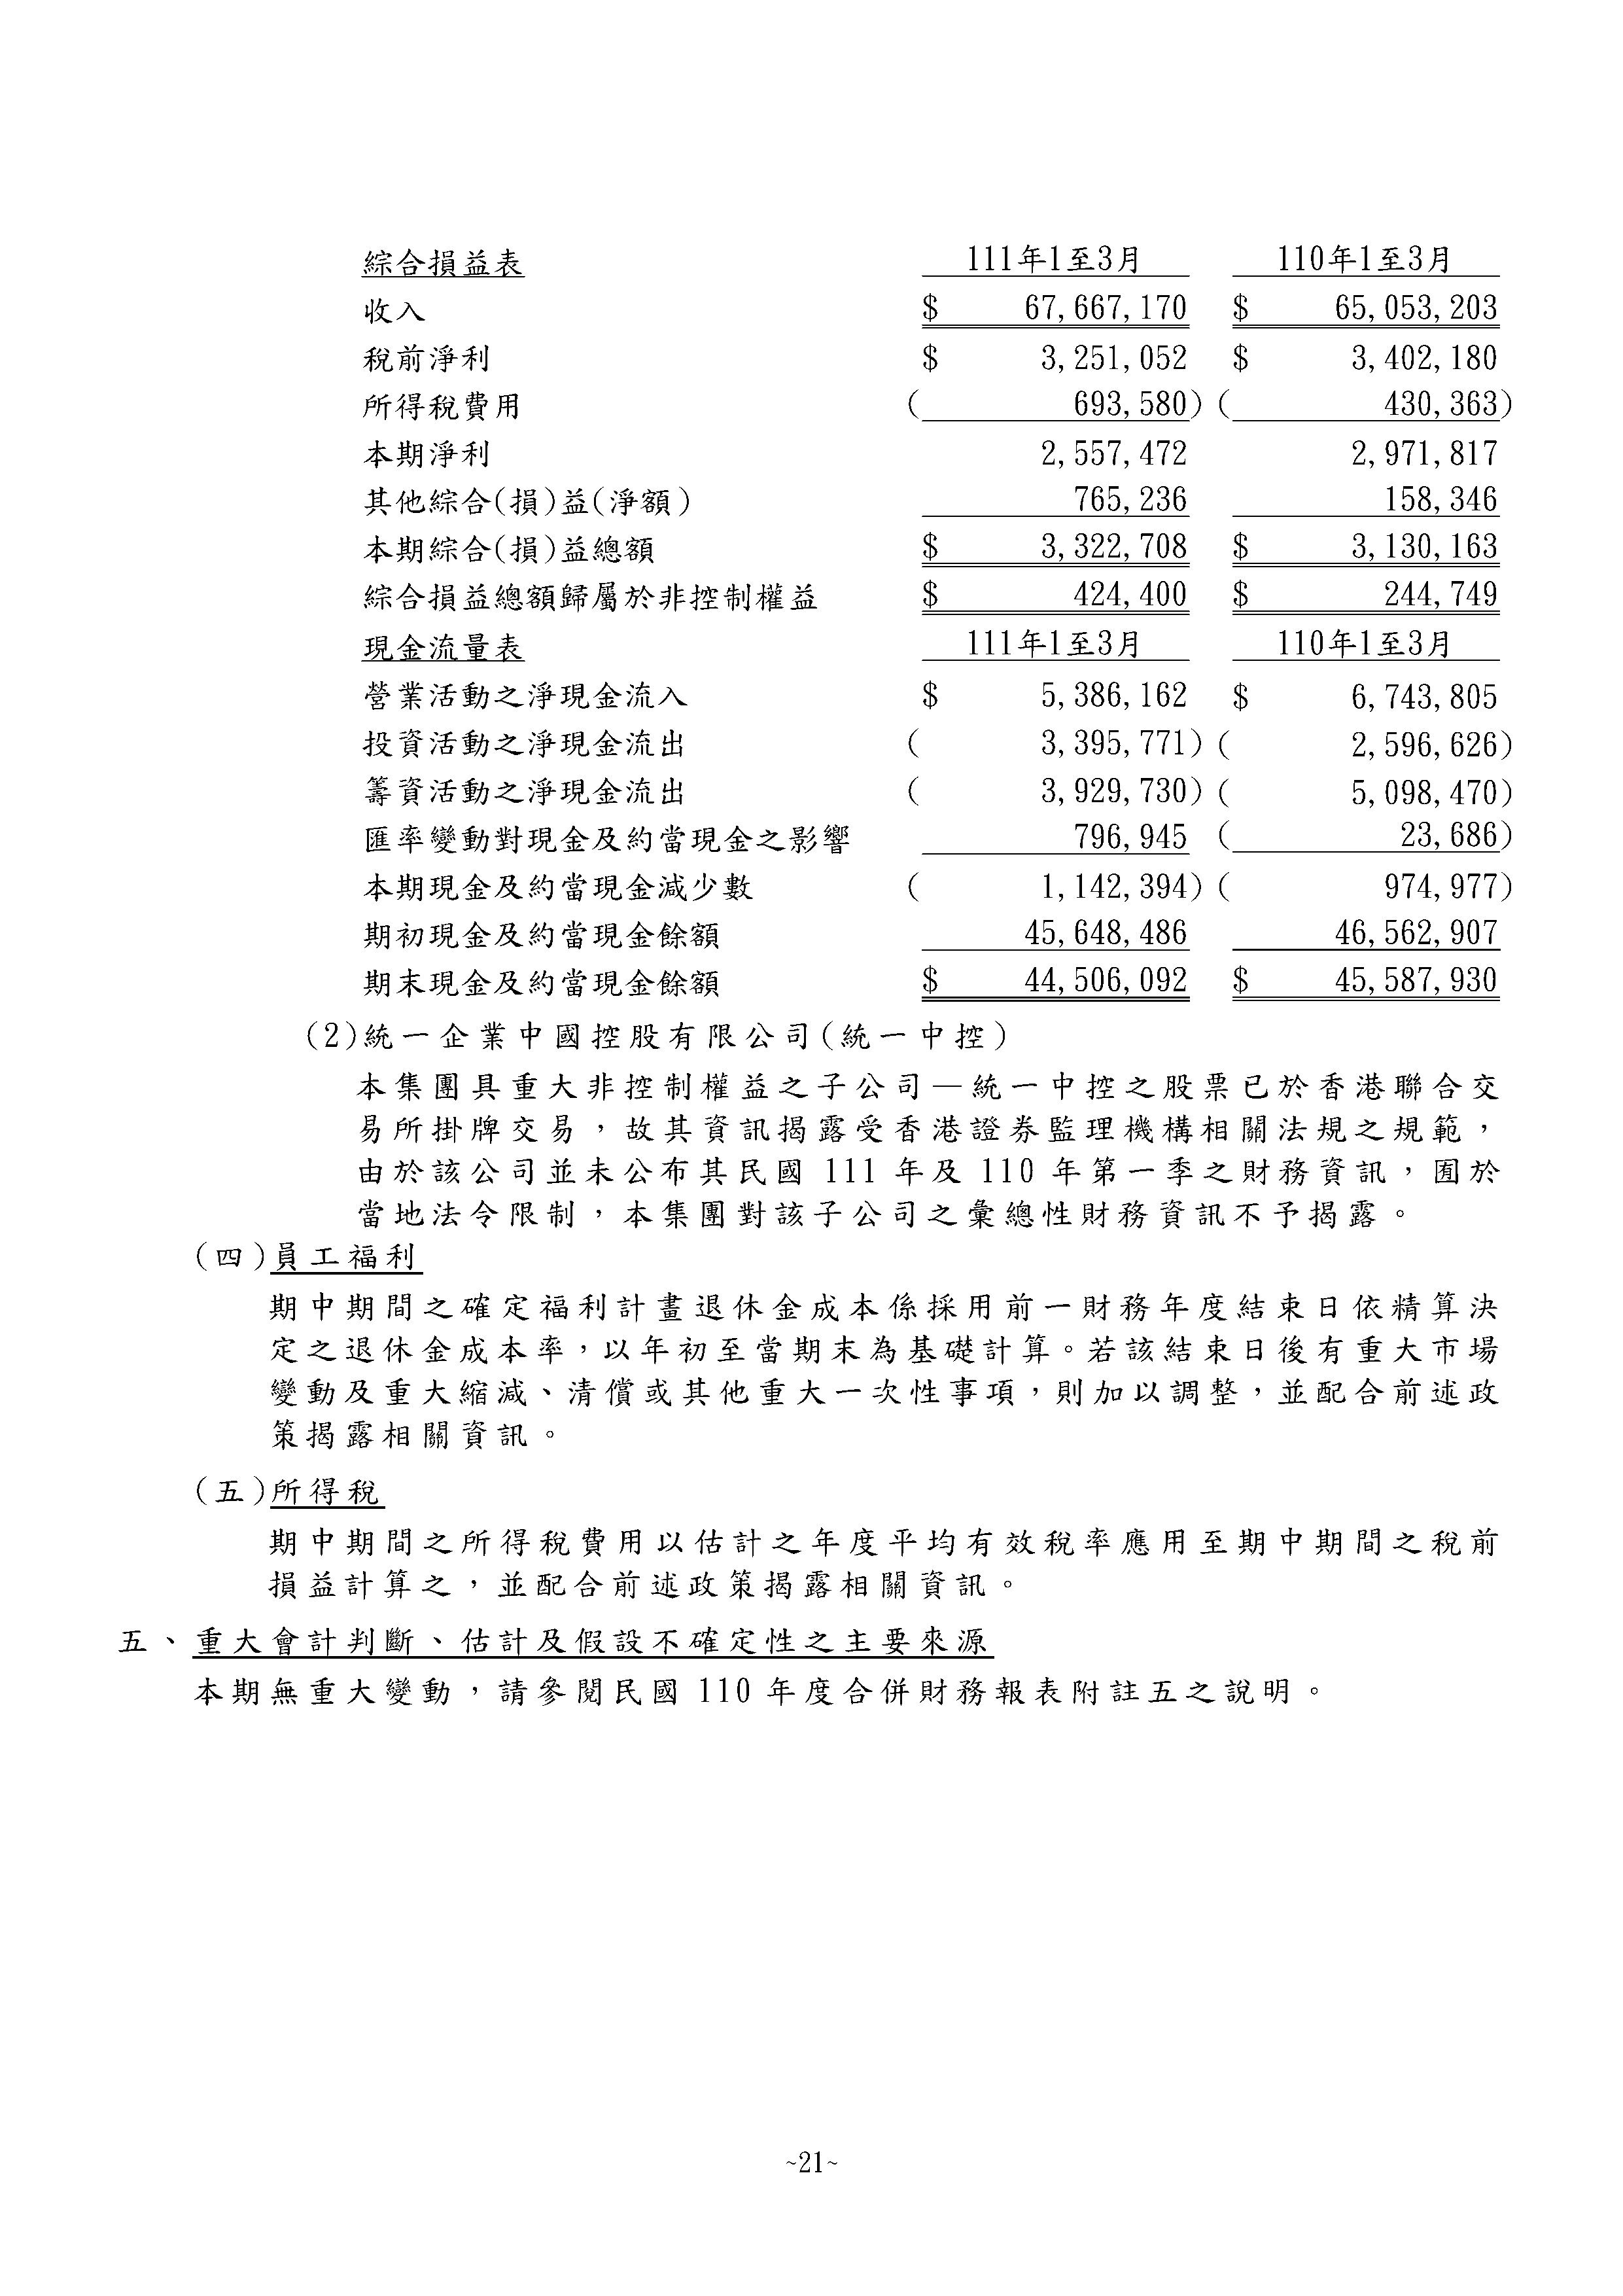 綜合損益表 111年1至3月 110年1至3月
收入 $ 67,667,170 $ 65,053,203
稅前淨利 $ 3,251,052 $ 3,402,180
所得稅費用 ( 693,580) ( 430,363)
本期淨利 2,557,472 2,971,817
其他綜合(損)益(淨額) 765,236 158,346
本期綜合(損)益總額 $ 3,322,708 $ 3,130,163
綜合損益總額歸屬於非控制權益 $ 424,400 $ 244,749
現金流量表 111年1至3月 110年1至3月
營業活動之淨現金流入 $ 5,386,162 $ 6,743,805
投資活動之淨現金流出 ( 3,395,771) ( 2,596,626)
籌資活動之淨現金流出 ( 3,929,730) ( 5,098,470)
匯率變動對現金及約當現金之影響 796,945 ( 23,686)
本期現金及約當現金減少數 ( 1,142,394) ( 974,977)
期初現金及約當現金餘額 45,648,486 46,562,907
期末現金及約當現金餘額 $ 44,506,092 $ 45,587,930
(2)統一企業中國控股有限公司(統一中控)
本集團具重大非控制權益之子公司—統一中控之股票已於香港聯合交
易所掛牌交易，故其資訊揭露受香港證券監理機構相關法規之規範，
由於該公司並未公布其民國 111 年及 110 年第一季之財務資訊，囿於
當地法令限制，本集團對該子公司之彙總性財務資訊不予揭露。
(四)員工福利
期中期間之確定福利計畫退休金成本係採用前一財務年度結束日依精算決
定之退休金成本率，以年初至當期末為基礎計算。若該結束日後有重大市場
變動及重大縮減、清償或其他重大一次性事項，則加以調整，並配合前述政
策揭露相關資訊。
(五)所得稅
期中期間之所得稅費用以估計之年度平均有效稅率應用至期中期間之稅前
損益計算之，並配合前述政策揭露相關資訊。
五、重大會計判斷、估計及假設不確定性之主要來源
本期無重大變動，請參閱民國 110 年度合併財務報表附註五之說明。
~21~